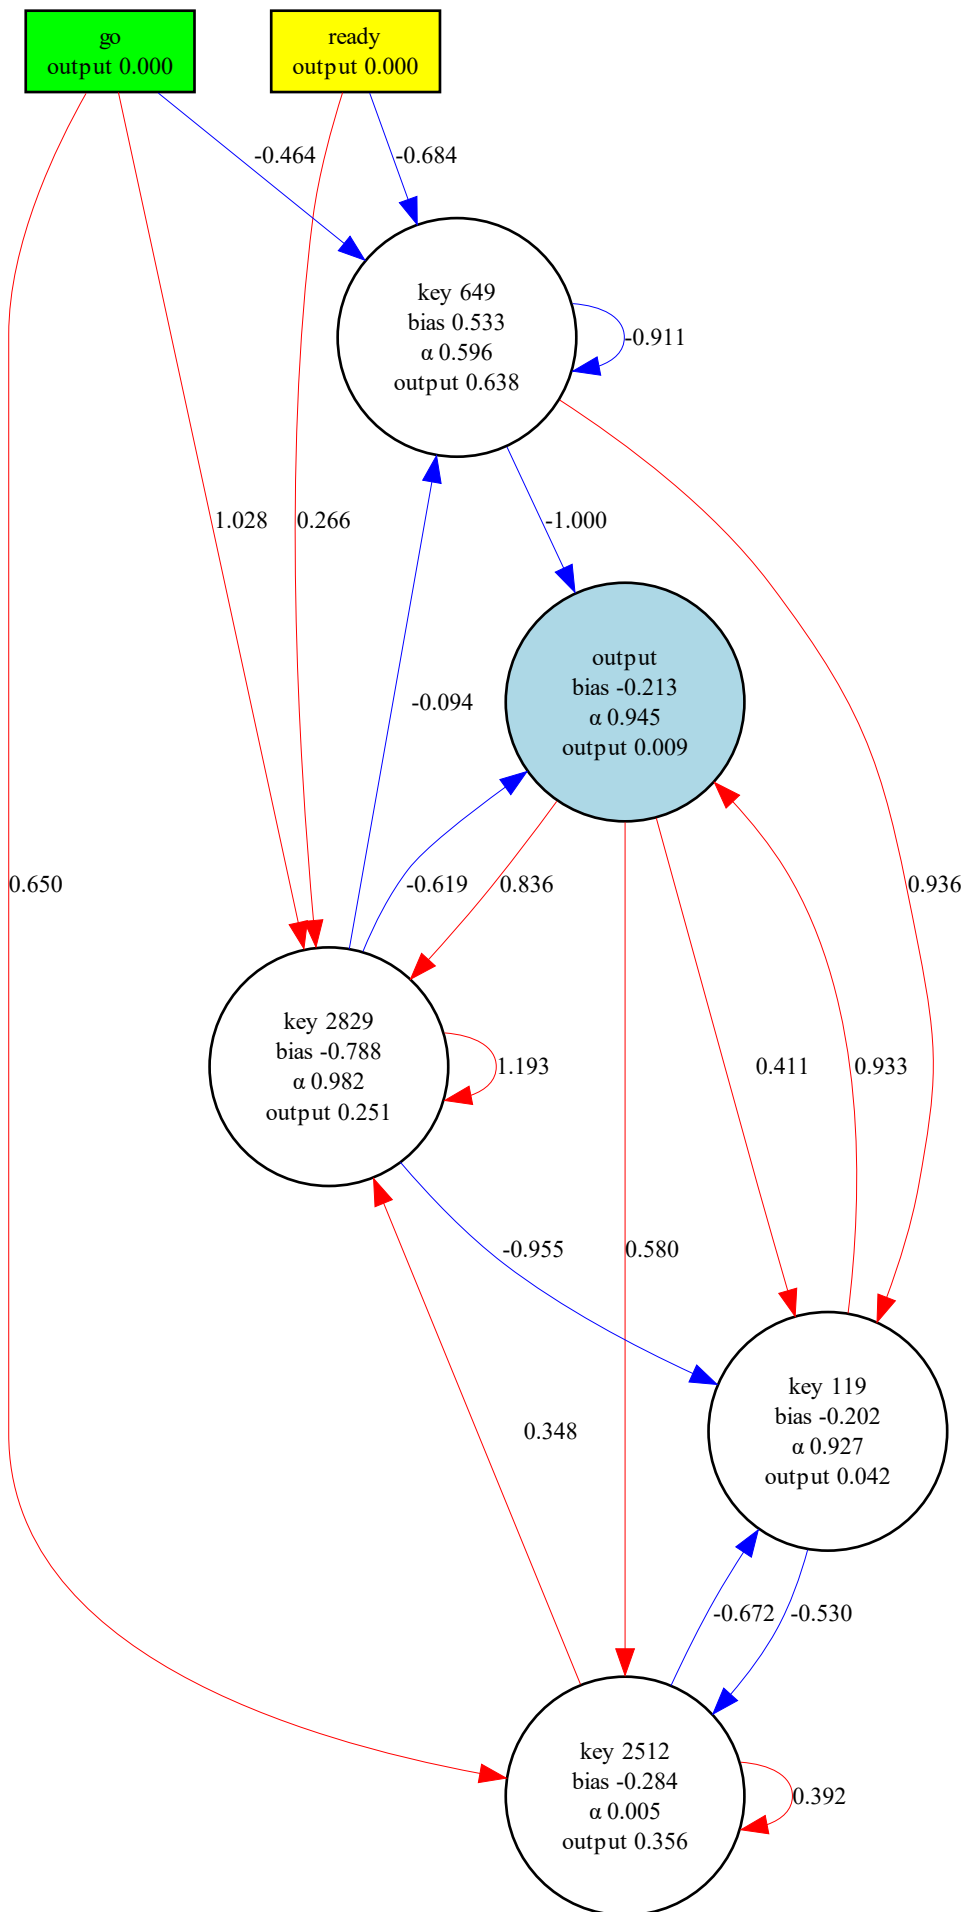 go
output 0.000
ready
output 0.000
-0.464
-0.684
key 649
bias 0.533
α 0.596
output 0.638
-0.911
1.028
0.266
-1.000
output
bias -0.213
α 0.945
output 0.009
-0.094
0.650
-0.619
0.836
0.936
key 2829
bias -0.788
α 0.982
output 0.251
1.193
0.411
0.933
-0.955
0.580
key 119
bias -0.202
α 0.927
output 0.042
0.348
-0.672
-0.530
key 2512
bias -0.284
α 0.005
output 0.356
0.392